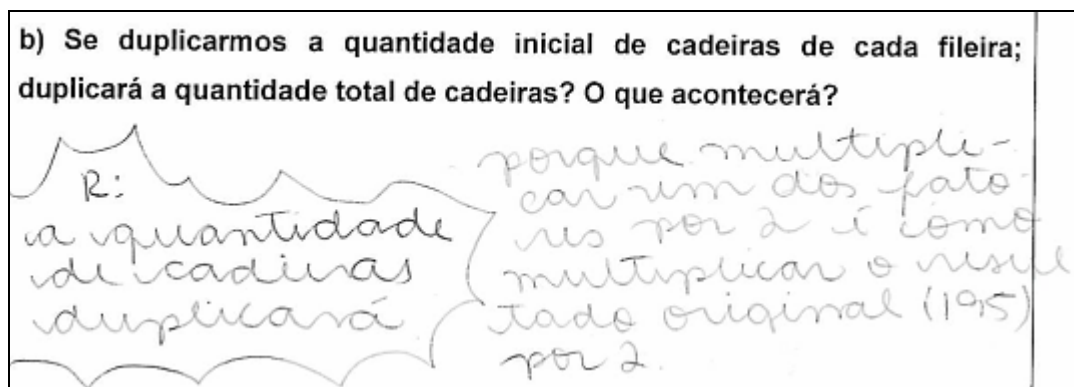 b) Se duplicarmos a quantidade inicial de cadeiras de cada fileira;
duplicará a quantidade total de cadeiras? O que acontecerá?
R:
a quantidade
de cadeiras
duplicará
porque multipli-
car um dos fato
res por 2 é como
multiplicar o resul
tado original (195)
por 2.